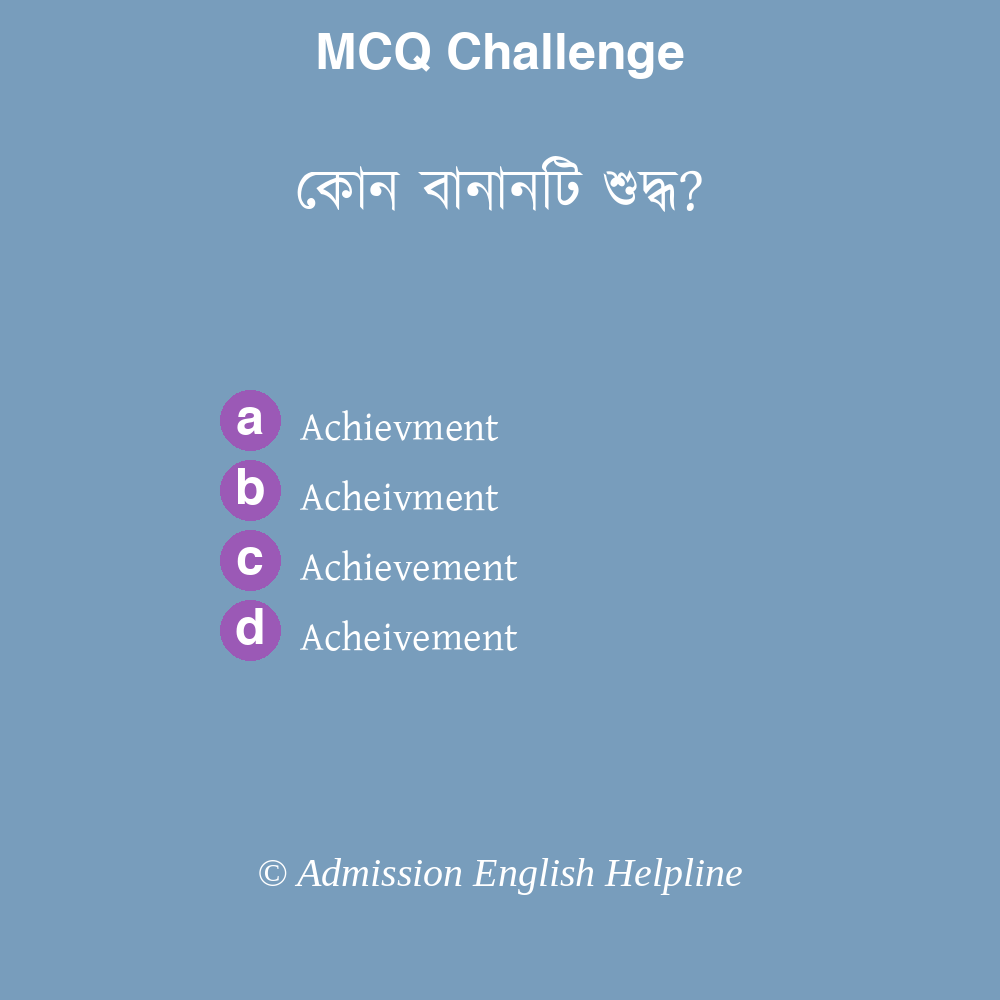 MCQ Challenge
কোন বানানটি শুদ্ধ?
a Achievment
b Acheivment
c Achievement
d Acheivement
© Admission English Helpline